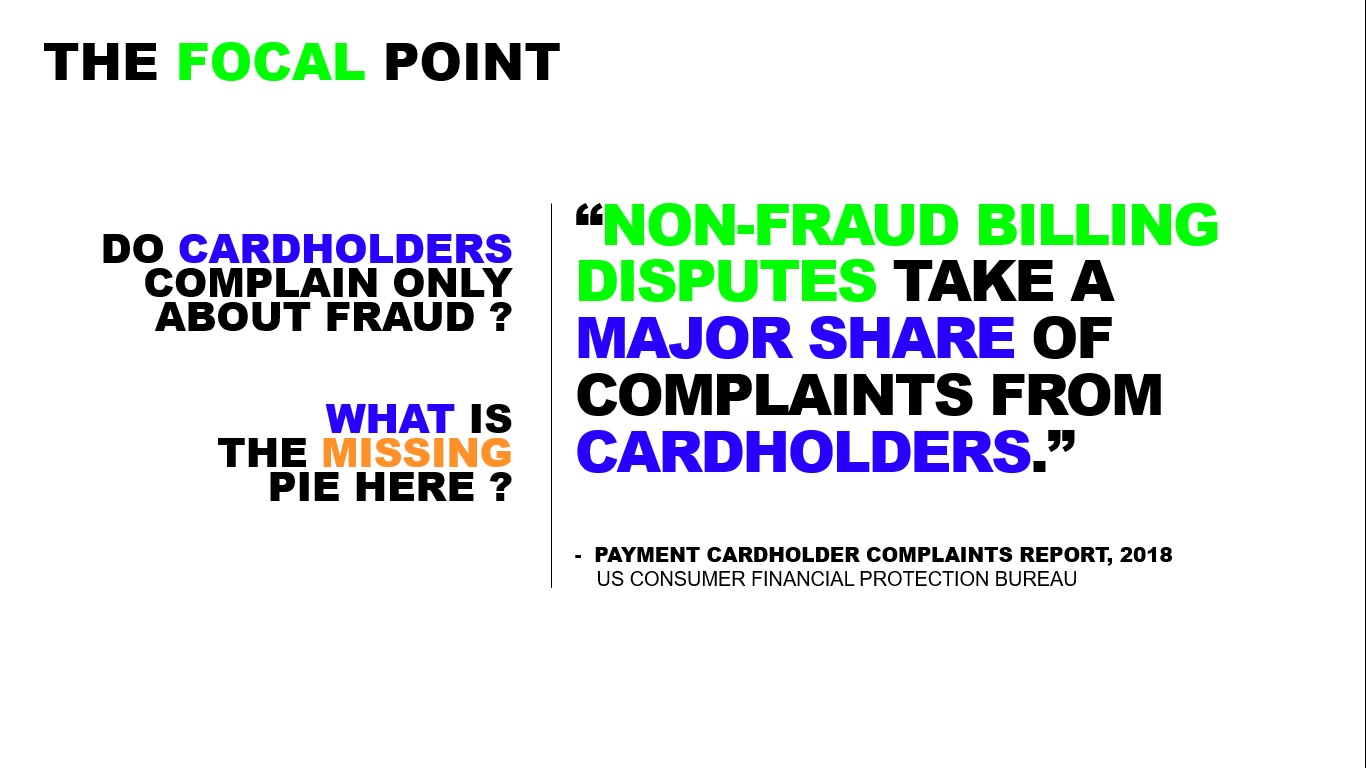 THE FOCAL POINT
DO CARDHOLDERS
COMPLAIN ONLY
ABOUT FRAUD ?
WHAT IS
THE MISSING
PIE HERE ?
“NON-FRAUD BILLING
DISPUTES TAKE A
MAJOR SHARE OF
COMPLAINTS FROM
CARDHOLDERS.”
- PAYMENT CARDHOLDER COMPLAINTS REPORT, 2018
US CONSUMER FINANCIAL PROTECTION BUREAU